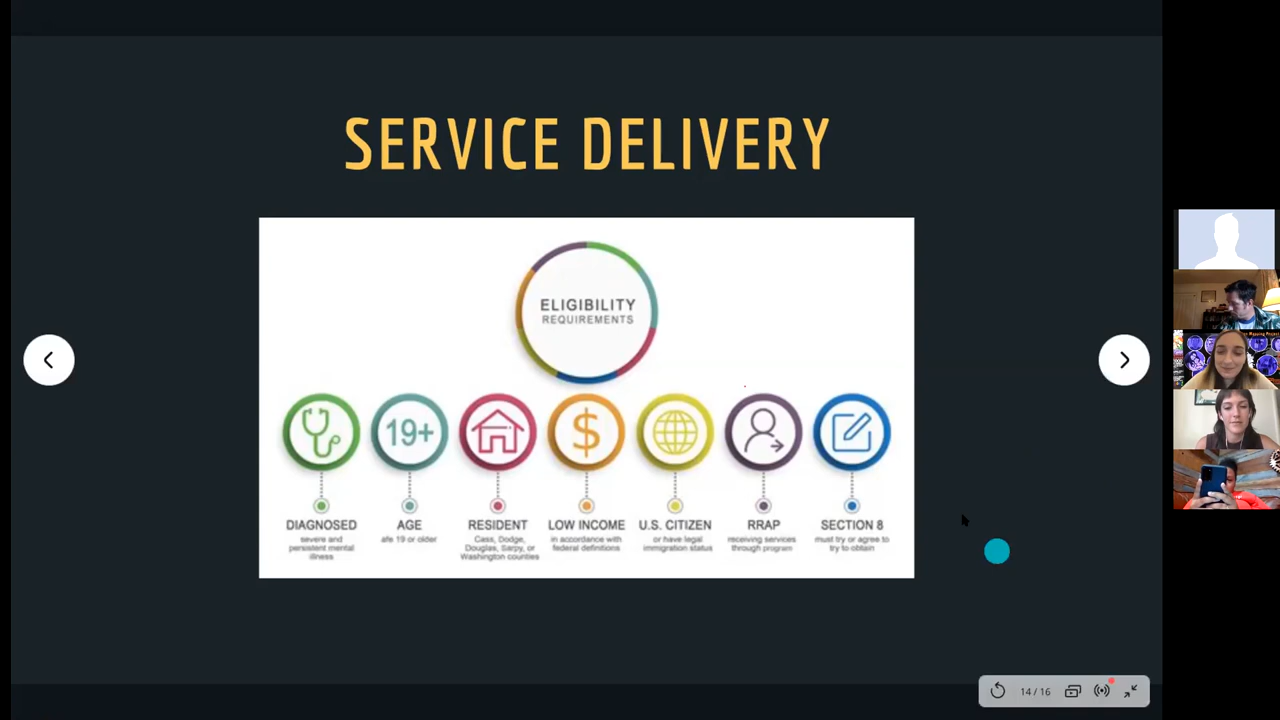 SERVICE DELIVERY
ELIGIBILITY
REQUIREMENTS
19+
$
DIAGNOSED
severe and
persistent mental
illness
AGE
afe 19 or older
RESIDENT
Cass, Dodge,
Douglas, Sarpy, or
Washington counties
LOW INCOME
in accordance with
federal definitions
U.S. CITIZEN
or have legal
immigration status
RRAP
receiving services
through program
SECTION 8
must try or agree to
try to obtain
14 / 16